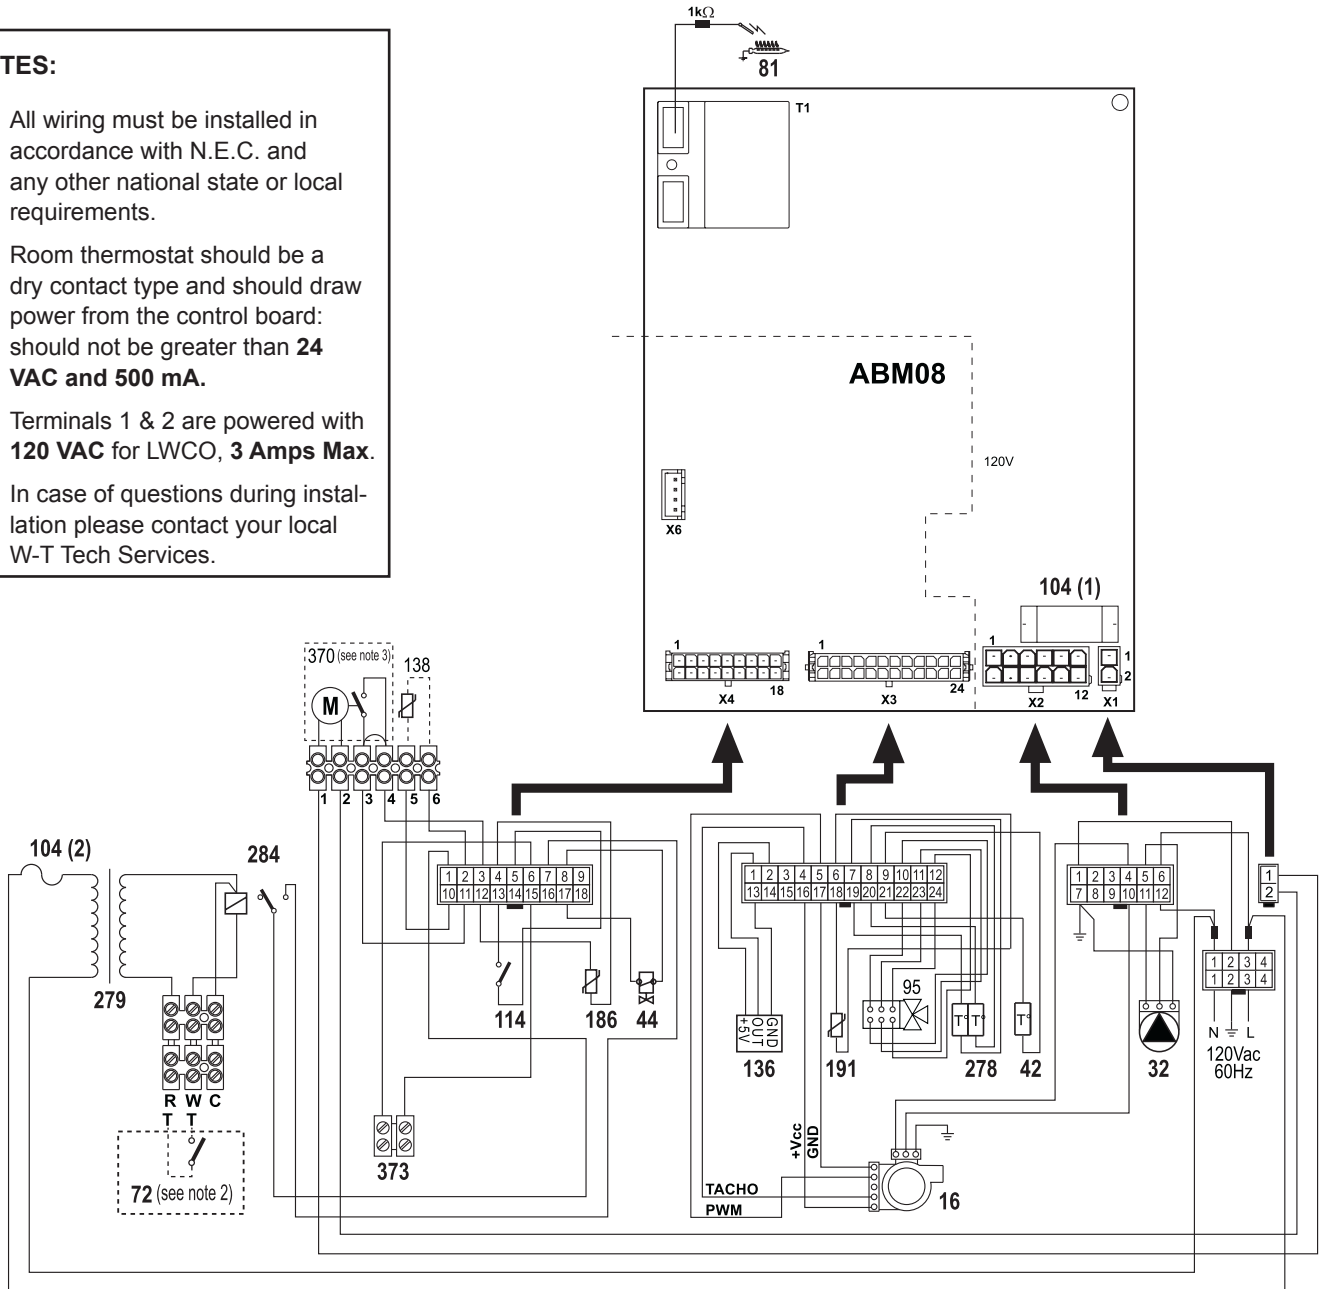 TES:
All wiring must be installed in
accordance with N.E.C. and
any other national state or local
requirements.
Room thermostat should be a
dry contact type and should draw
power from the control board:
should not be greater than 24
VAC and 500 mA.
Terminals 1 & 2 are powered with
120 VAC for LWCO, 3 Amps Max.
In case of questions during instal-
lation please contact your local
W-T Tech Services.
1kΩ
81
T1
ABM08
120V
X6
104 (1)
1
18
X4
1
24
X3
1
12
X2
1
2
X1
370 (see note 3)
138
M
1 2 3 4 5 6
104 (2)
284
279
R W C
T T
72 (see note 2)
1 2 3 4 5 6 7 8 9
10 11 12 13 14 15 16 17 18
114
186
44
373
1 2 3 4 5 6 7 8 9 10 11 12
13 14 15 16 17 18 19 20 21 22 23 24
+5V
OUT
GND
136
191
95
T° T°
278
T°
42
+Vcc
GND
TACHO
PWM
16
1 2 3 4 5 6
7 8 9 10 11 12
32
1
2
1 2 3 4
1 2 3 4
N L
120Vac
60Hz